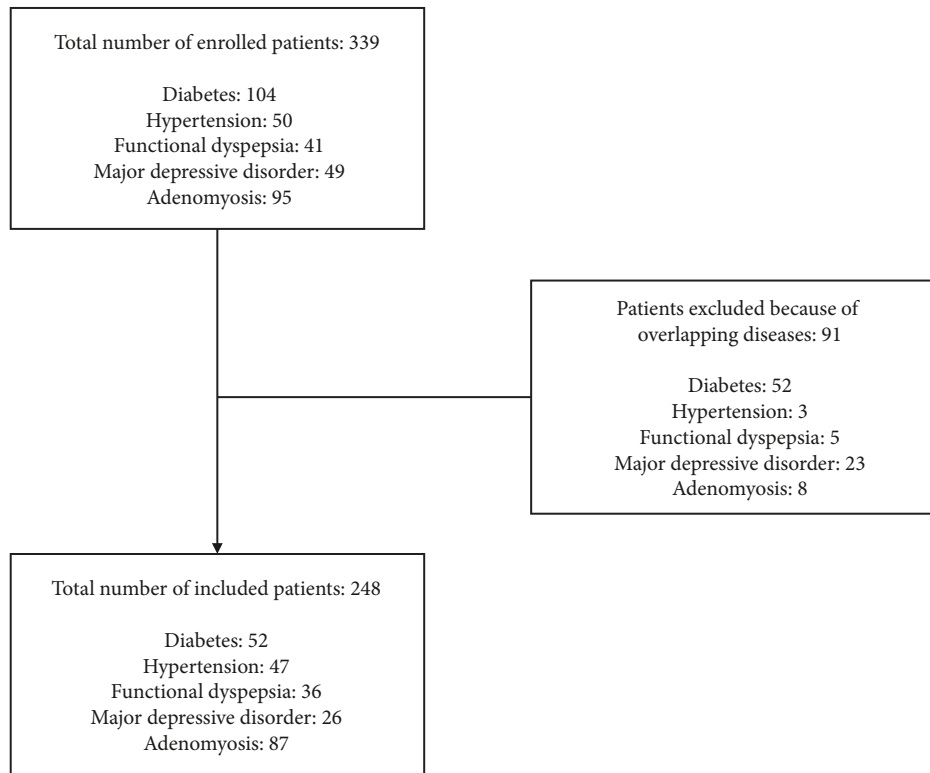 Total number of enrolled patients: 339
Diabetes: 104
Hypertension: 50
Functional dyspepsia: 41
Major depressive disorder: 49
Adenomyosis: 95
Patients excluded because of
overlapping diseases: 91
Diabetes: 52
Hypertension: 3
Functional dyspepsia: 5
Major depressive disorder: 23
Adenomyosis: 8
Total number of included patients: 248
Diabetes: 52
Hypertension: 47
Functional dyspepsia: 36
Major depressive disorder: 26
Adenomyosis: 87